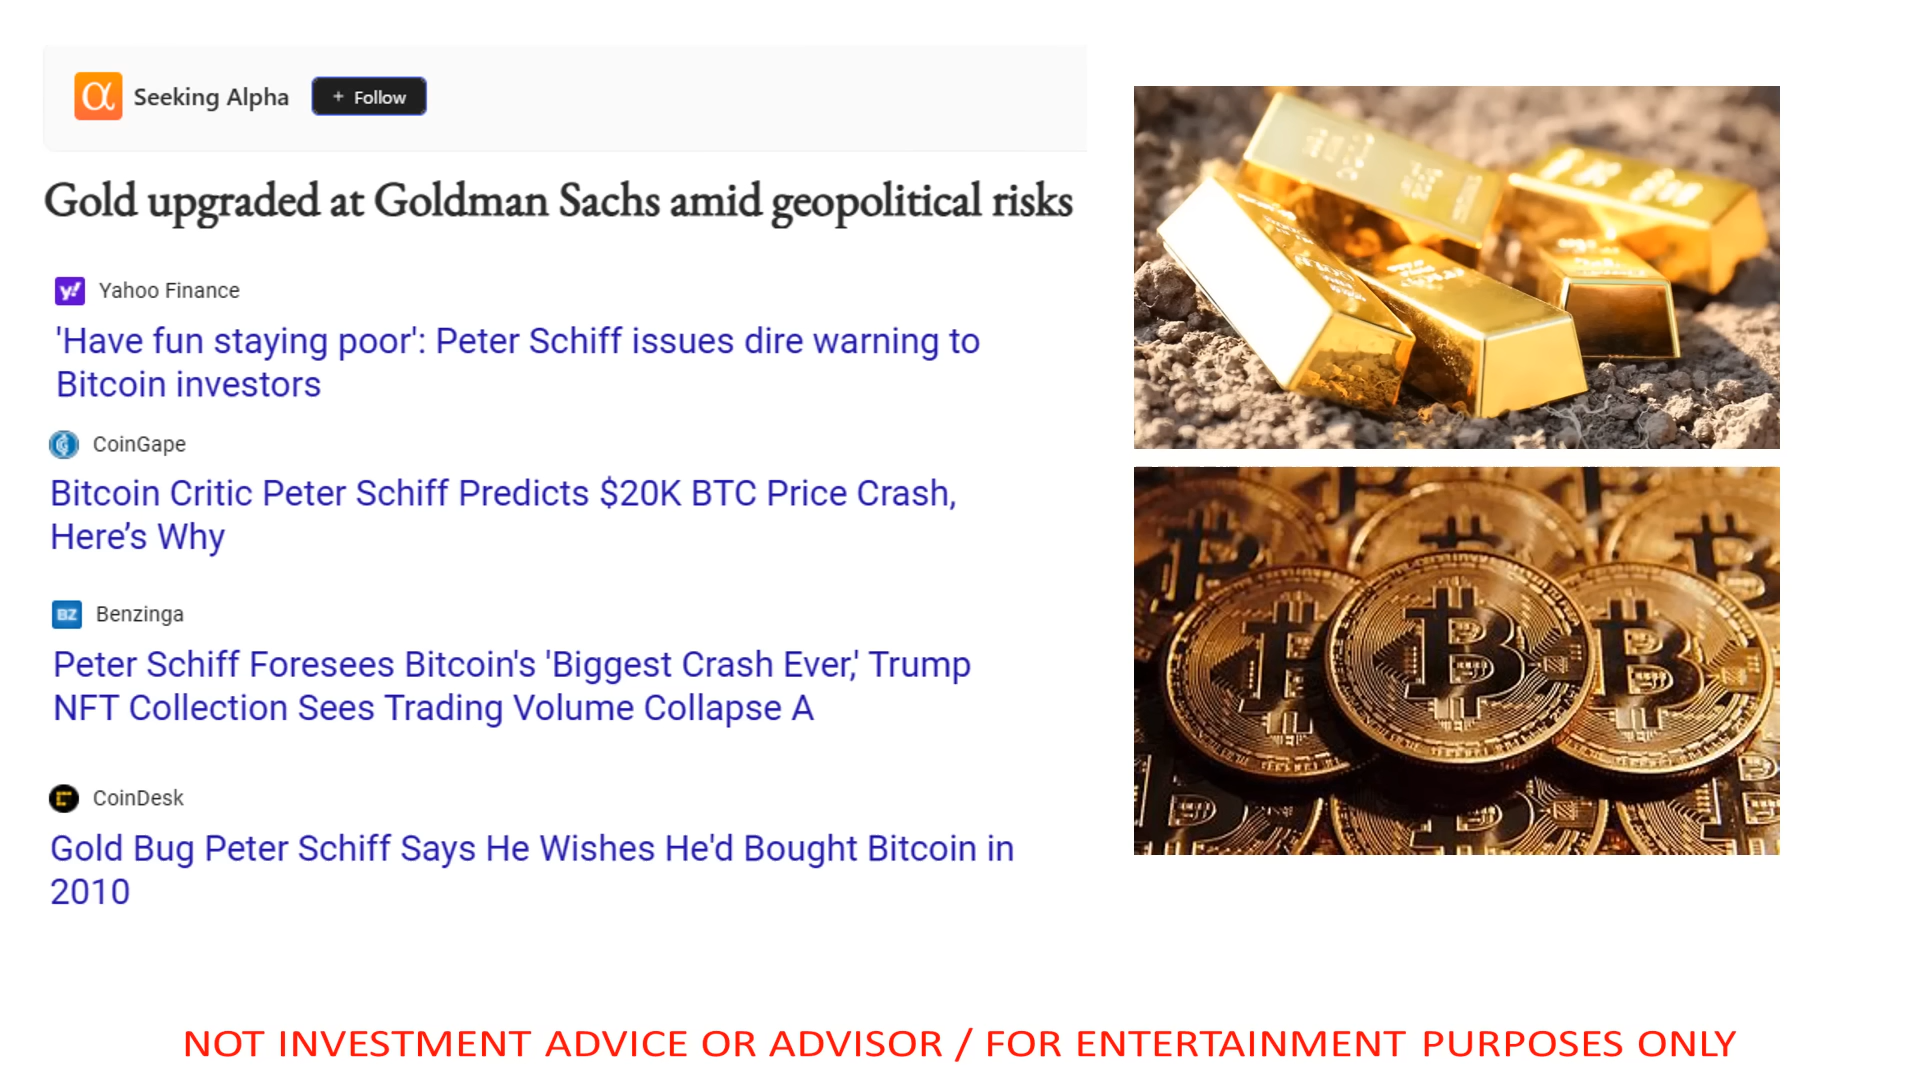 α Seeking Alpha + Follow
Gold upgraded at Goldman Sachs amid geopolitical risks
y! Yahoo Finance
'Have fun staying poor': Peter Schiff issues dire warning to
Bitcoin investors
CoinGape
Bitcoin Critic Peter Schiff Predicts $20K BTC Price Crash,
Here’s Why
BZ Benzinga
Peter Schiff Foresees Bitcoin's 'Biggest Crash Ever,' Trump
NFT Collection Sees Trading Volume Collapse A
CoinDesk
Gold Bug Peter Schiff Says He Wishes He'd Bought Bitcoin in
2010
NOT INVESTMENT ADVICE OR ADVISOR / FOR ENTERTAINMENT PURPOSES ONLY